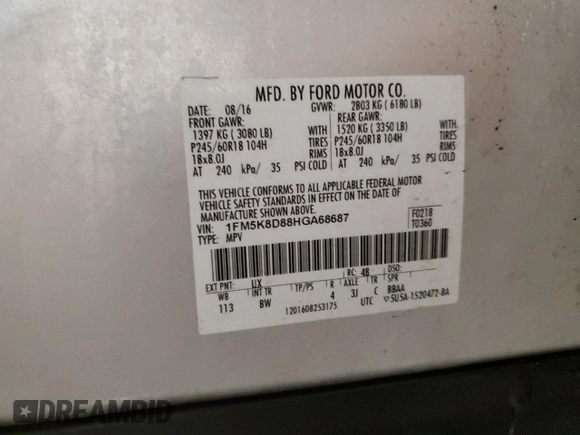 MFD. BY FORD MOTOR CO.
DATE: 08/16 GVWR: 2803 KG ( 6180 LB)
FRONT GAWR: REAR GAWR:
1397 KG ( 3080 LB) WITH 1520 KG ( 3350 LB) WITH
P245/60R18 104H TIRES P245/60R18 104H TIRES
18x8.0J RIMS 18x8.0J RIMS
AT 240 kPa/ 35 PSI COLD AT 240 kPa/ 35 PSI COLD
THIS VEHICLE CONFORMS TO ALL APPLICABLE FEDERAL MOTOR
VEHICLE SAFETY STANDARDS IN EFFECT ON THE DATE OF
MANUFACTURE SHOWN ABOVE.
VIN: 1FM5K8D88HGA68687 F0218
TYPE: MPV T0360
EXT PNT: UX RC: 48 DSO:
WB INT TR TP/PS R AXLE TR SPR
113 BW 4 3J C BBAA
1201608253175 UTC 5U5A-1520472-BA
DREAMBID